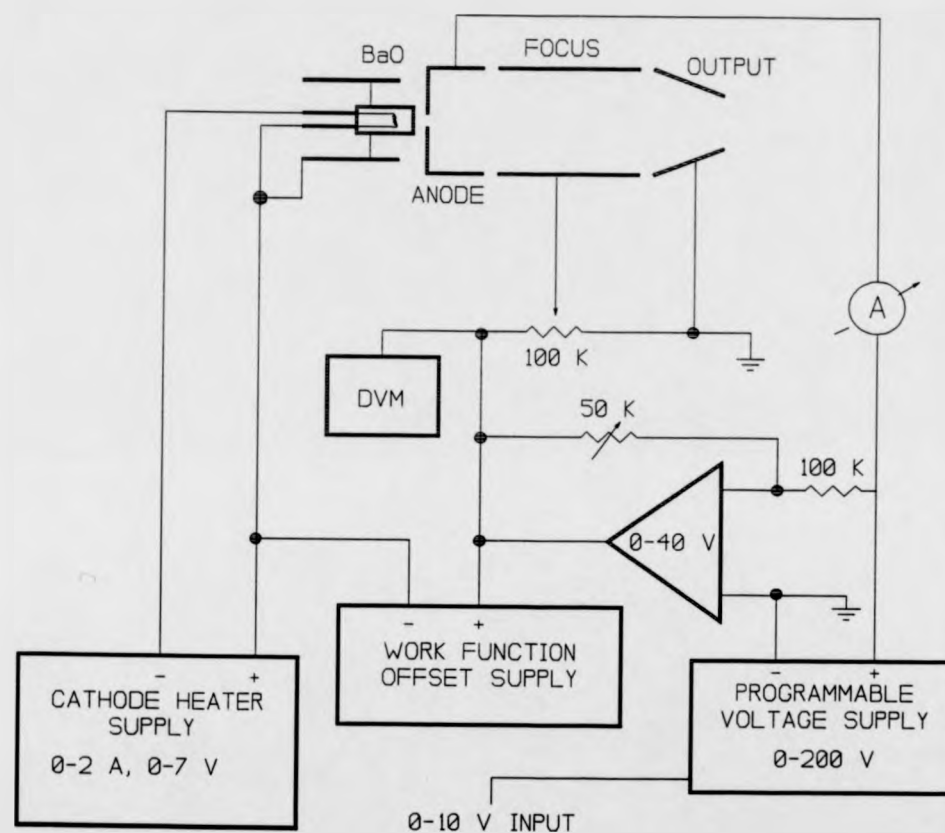 BaO
FOCUS
OUTPUT
ANODE
A
100 K
DVM
50 K
100 K
0-40 V
- +
- +
WORK FUNCTION
OFFSET SUPPLY
- +
CATHODE HEATER
SUPPLY
0-2 A, 0-7 V
PROGRAMMABLE
VOLTAGE SUPPLY
0-200 V
0-10 V INPUT